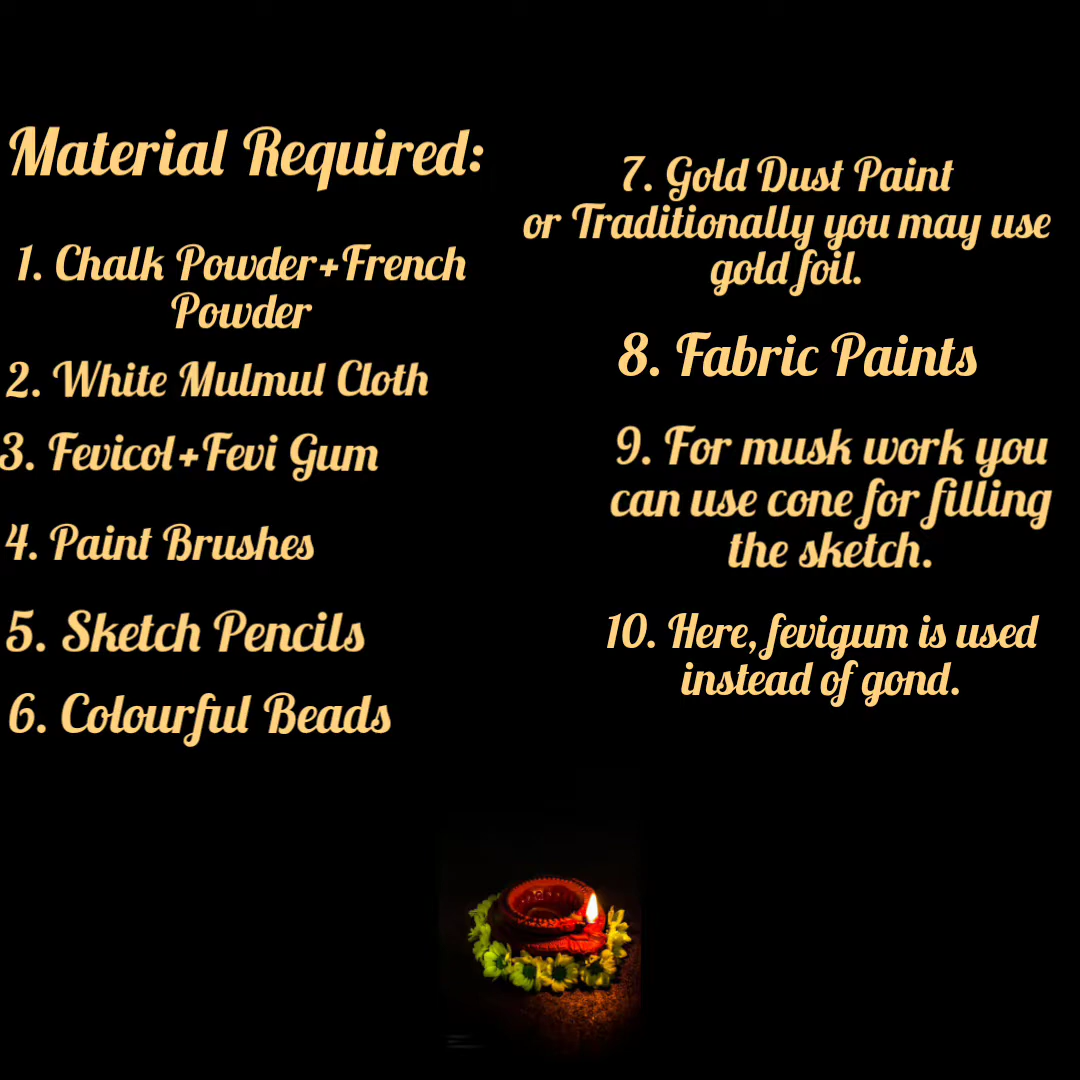 Material Required:
1. Chalk Powder+French
Powder
2. White Mulmul Cloth
3. Fevicol+Fevi Gum
4. Paint Brushes
5. Sketch Pencils
6. Colourful Beads
7. Gold Dust Paint
or Traditionally you may use
gold foil.
8. Fabric Paints
9. For musk work you
can use cone for filling
the sketch.
10. Here, fevigum is used
instead of gond.